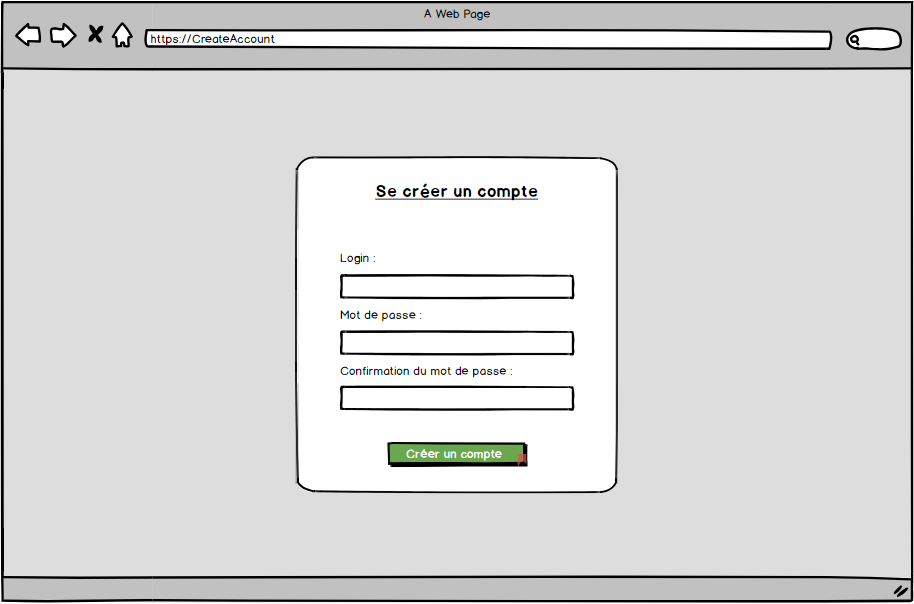 A Web Page
https://CreateAccount
Se créer un compte
Login :
Mot de passe :
Confirmation du mot de passe :
Créer un compte